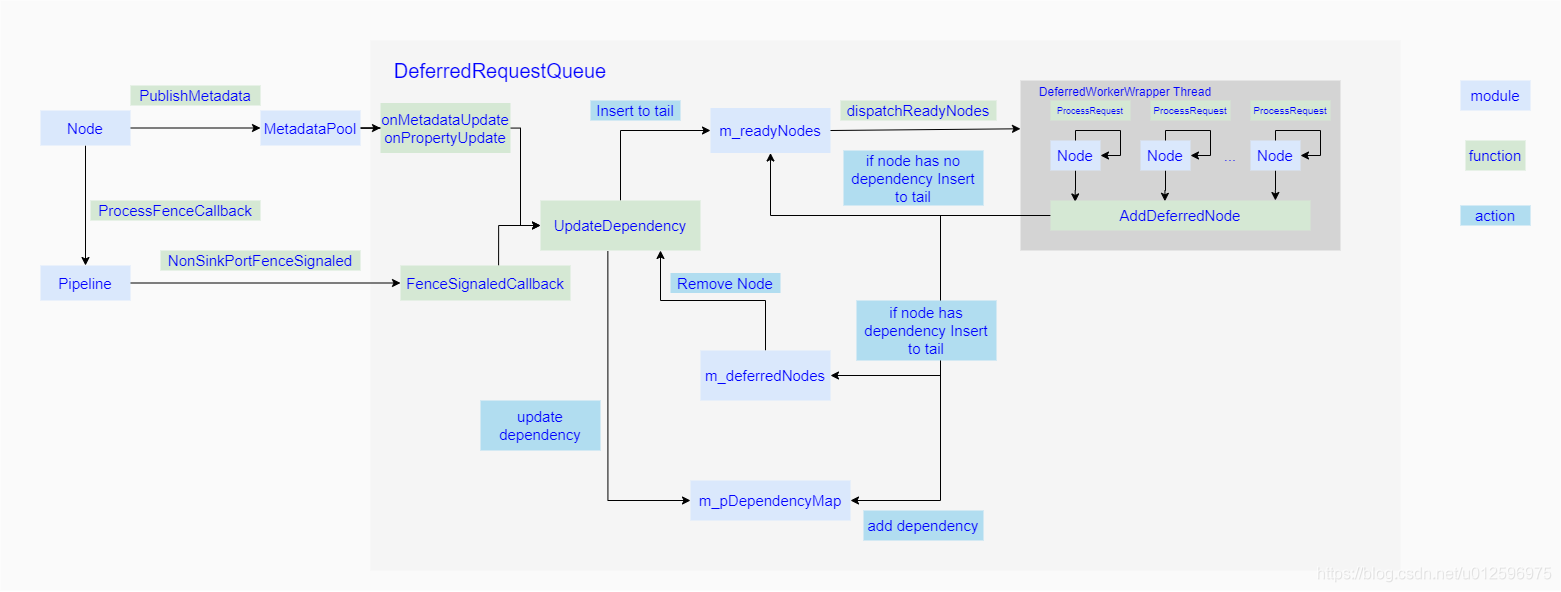 DeferredRequestQueue
PublishMetadata
Node
MetadataPool
onMetadataUpdate
onPropertyUpdate
Insert to tail
m_readyNodes
dispatchReadyNodes
DeferredWorkerWrapper Thread
ProcessRequest
ProcessRequest
ProcessRequest
Node
Node
...
Node
AddDeferredNode
module
function
action
if node has no
dependency Insert
to tail
ProcessFenceCallback
UpdateDependency
NonSinkPortFenceSignaled
Pipeline
FenceSignaledCallback
Remove Node
if node has
dependency Insert
to tail
m_deferredNodes
update
dependency
m_pDependencyMap
add dependency
https://blog.csdn.net/u012596975